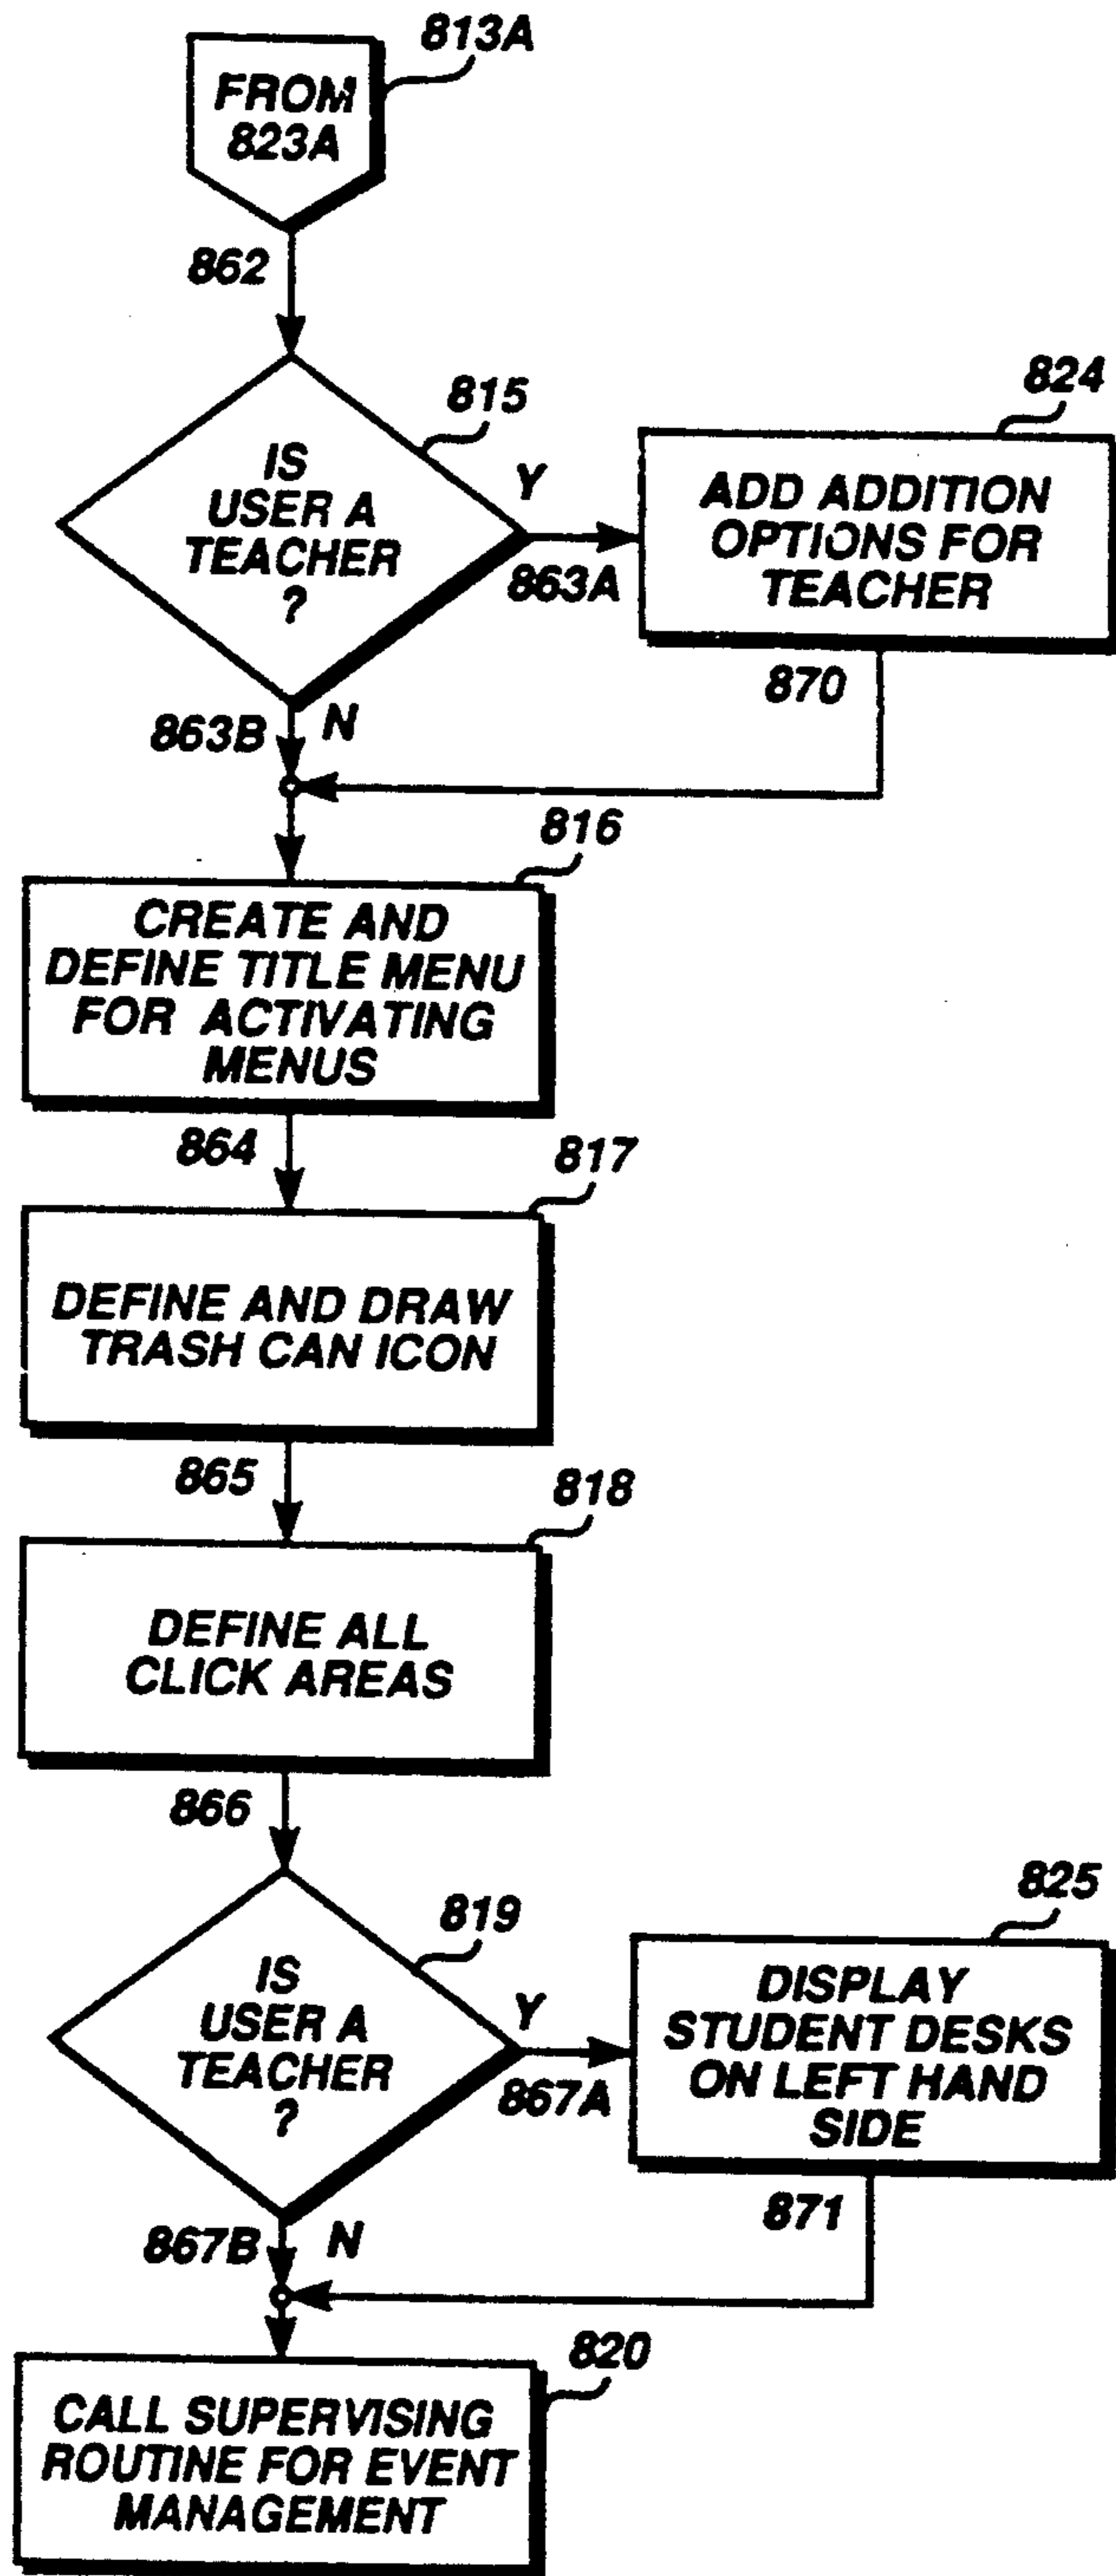 813A
FROM
823A
862
815
IS
USER A
TEACHER
?
Y
863A
824
ADD ADDITION
OPTIONS FOR
TEACHER
870
863B
N
816
CREATE AND
DEFINE TITLE MENU
FOR ACTIVATING
MENUS
864
817
DEFINE AND DRAW
TRASH CAN ICON
865
818
DEFINE ALL
CLICK AREAS
866
819
IS
USER A
TEACHER
?
Y
867A
825
DISPLAY
STUDENT DESKS
ON LEFT HAND
SIDE
871
867B
N
820
CALL SUPERVISING
ROUTINE FOR EVENT
MANAGEMENT